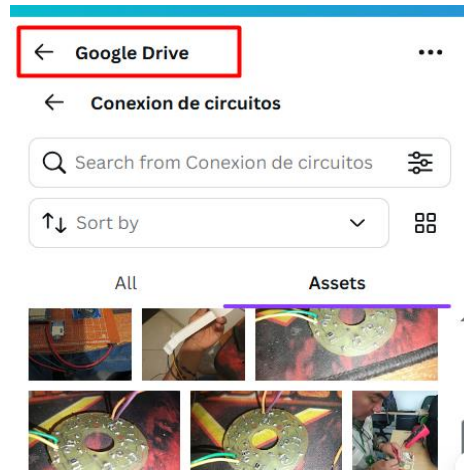 Google Drive
Conexion de circuitos
Search from Conexion de circuitos
Sort by
All Assets